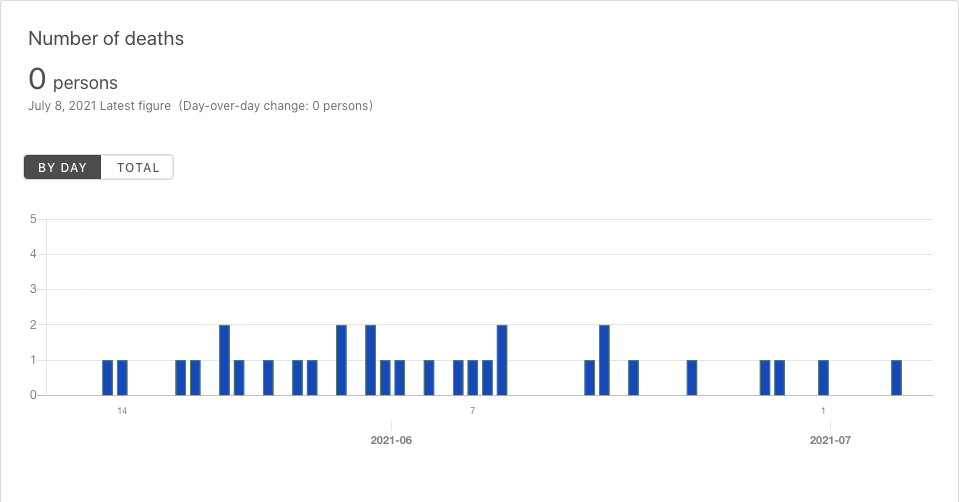 Number of deaths
0 persons
July 8, 2021 Latest figure (Day-over-day change: 0 persons)
BY DAY TOTAL
5
4
3
2
1
0
14 7 1
2021-06 2021-07